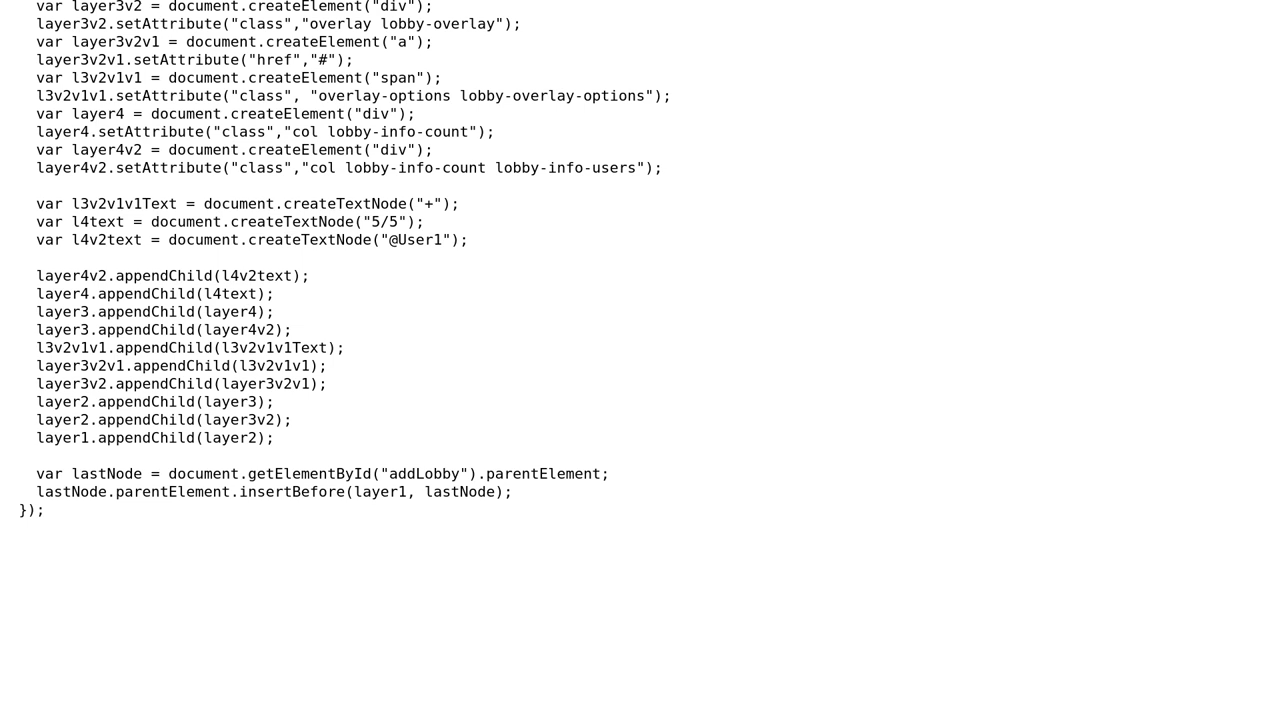 var layer3v2 = document.createElement("div");
layer3v2.setAttribute("class","overlay lobby-overlay");
var layer3v2v1 = document.createElement("a");
layer3v2v1.setAttribute("href","#");
var l3v2v1v1 = document.createElement("span");
l3v2v1v1.setAttribute("class", "overlay-options lobby-overlay-options");
var layer4 = document.createElement("div");
layer4.setAttribute("class","col lobby-info-count");
var layer4v2 = document.createElement("div");
layer4v2.setAttribute("class","col lobby-info-count lobby-info-users");
var l3v2v1v1Text = document.createTextNode("+");
var l4text = document.createTextNode("5/5");
var l4v2text = document.createTextNode("@User1");
layer4v2.appendChild(l4v2text);
layer4.appendChild(l4text);
layer3.appendChild(layer4);
layer3.appendChild(layer4v2);
l3v2v1v1.appendChild(l3v2v1v1Text);
layer3v2v1.appendChild(l3v2v1v1);
layer3v2.appendChild(layer3v2v1);
layer2.appendChild(layer3);
layer2.appendChild(layer3v2);
layer1.appendChild(layer2);
var lastNode = document.getElementById("addLobby").parentElement;
lastNode.parentElement.insertBefore(layer1, lastNode);
});